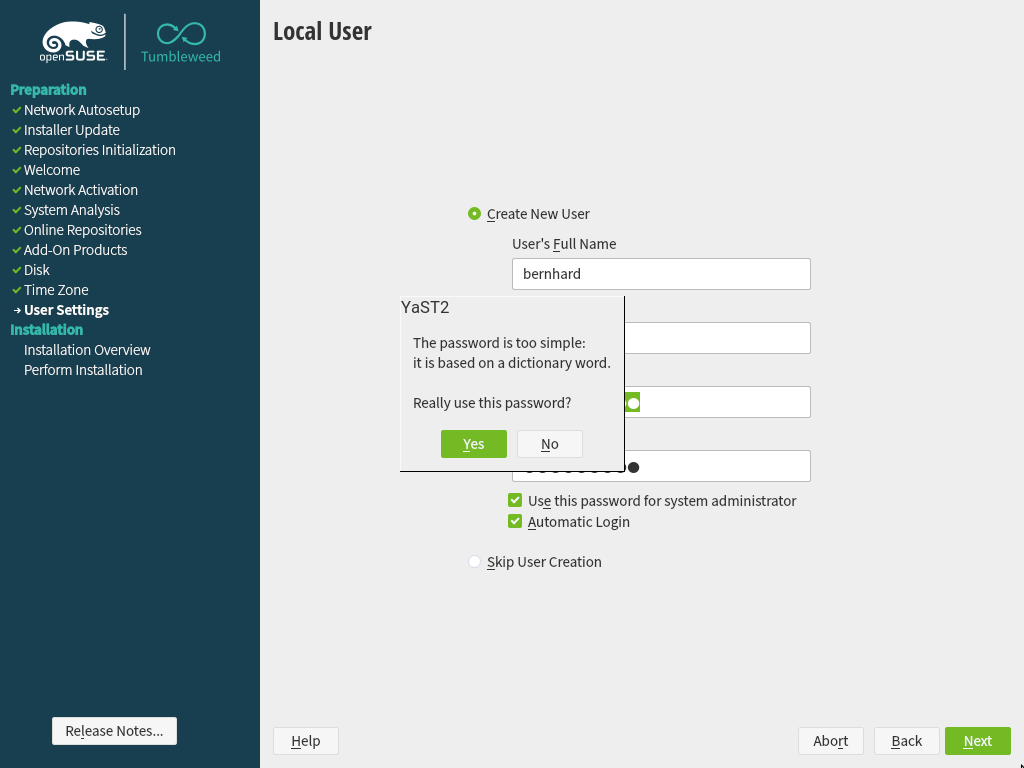 openSUSE
Tumbleweed
Preparation
Network Autosetup
Installer Update
Repositories Initialization
Welcome
Network Activation
System Analysis
Online Repositories
Add-On Products
Disk
Time Zone
User Settings
Installation
Installation Overview
Perform Installation
Release Notes...
Local User
Create New User
User's Full Name
bernhard
YaST2
The password is too simple:
it is based on a dictionary word.
Really use this password?
Yes No
Use this password for system administrator
Automatic Login
Skip User Creation
Help Abort Back Next